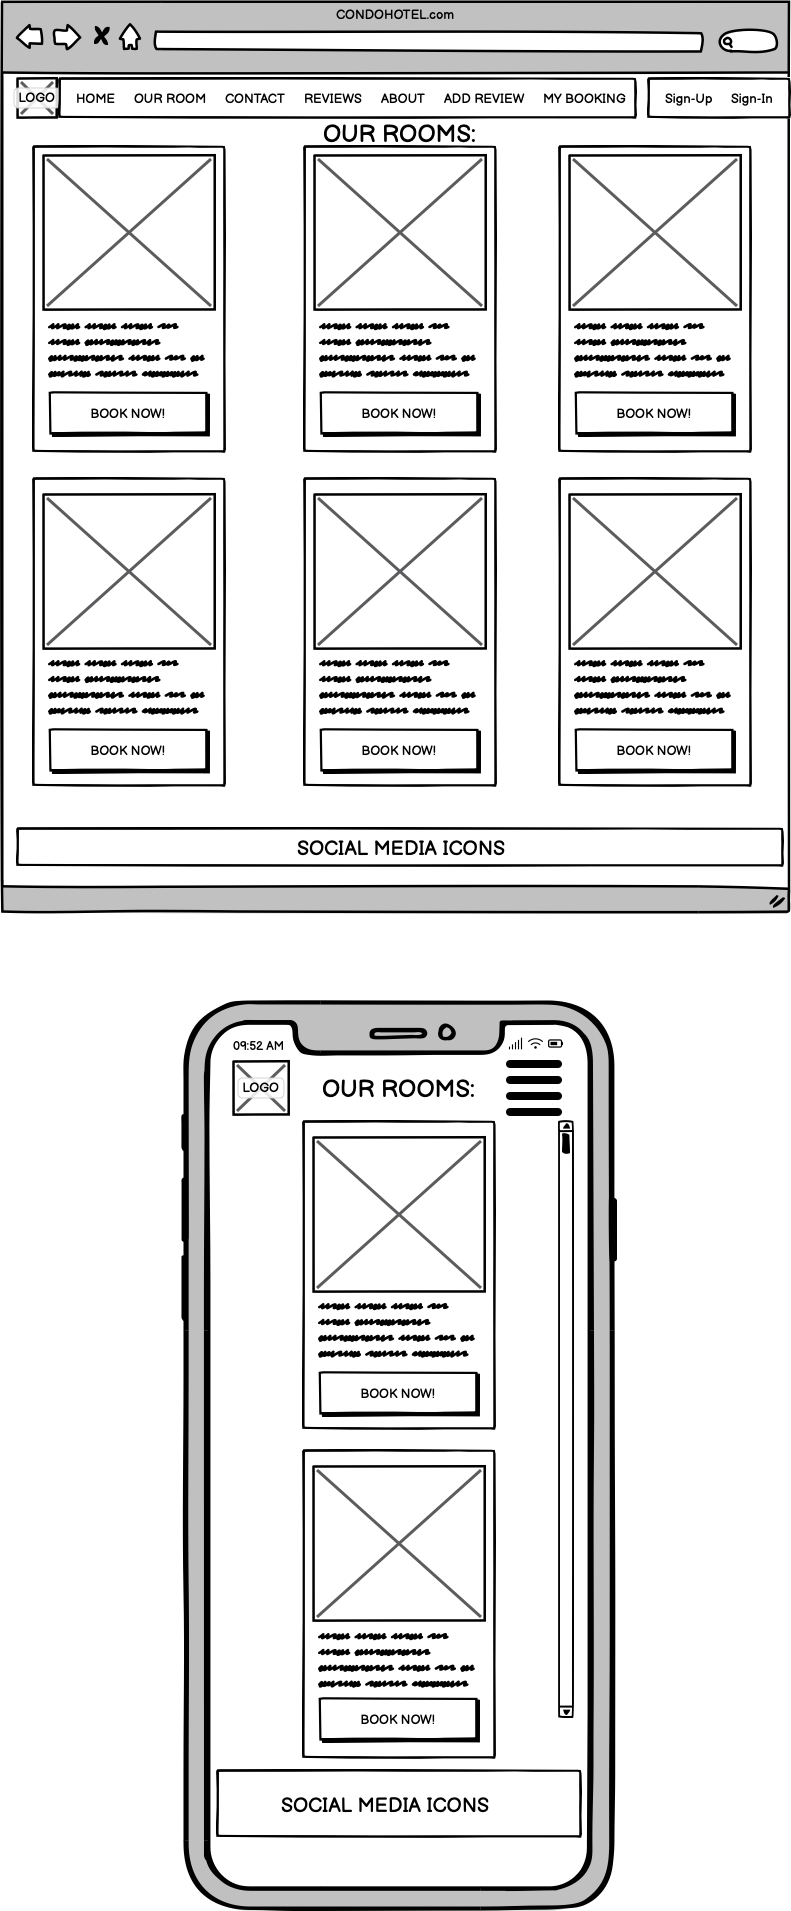 CONDOHOTEL.com
LOGO HOME OUR ROOM CONTACT REVIEWS ABOUT ADD REVIEW MY BOOKING Sign-Up Sign-In
OUR ROOMS:
BOOK NOW! BOOK NOW! BOOK NOW!
BOOK NOW! BOOK NOW! BOOK NOW!
SOCIAL MEDIA ICONS
09:52 AM
LOGO OUR ROOMS:
BOOK NOW!
BOOK NOW!
SOCIAL MEDIA ICONS